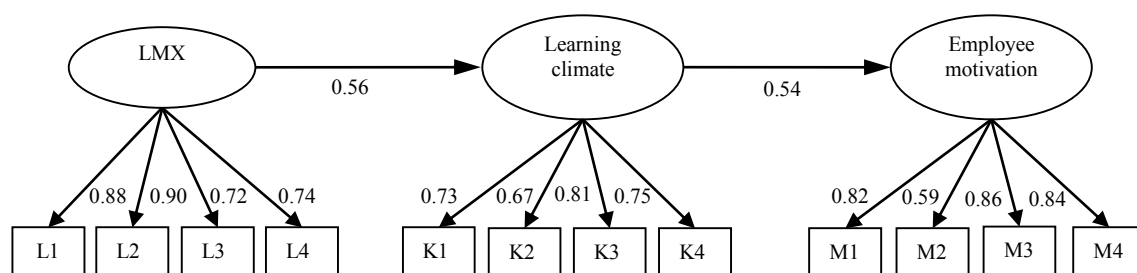 LMX
Learning
climate
Employee
motivation
0.56
0.54
0.88
0.90
0.72
0.74
0.73
0.67
0.81
0.75
0.82
0.59
0.86
0.84
L1
L2
L3
L4
K1
K2
K3
K4
M1
M2
M3
M4